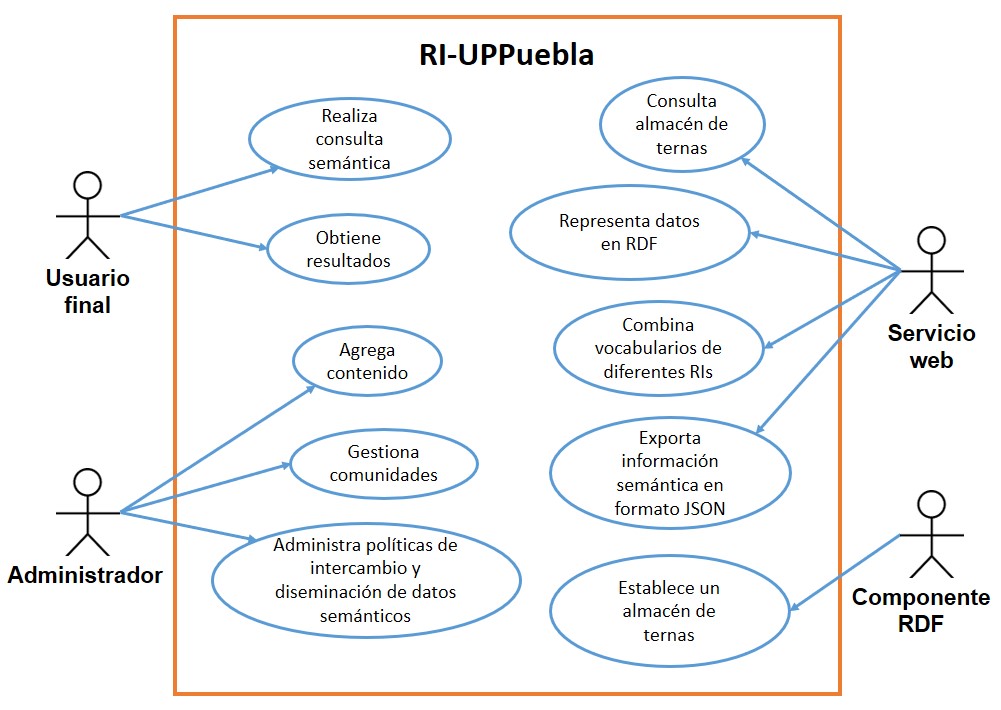 RI-UPPuebla
Realiza
consulta
semántica
Obtiene
resultados
Usuario
final
Agrega
contenido
Gestiona
comunidades
Administra políticas de
intercambio y
diseminación de datos
semánticos
Administrador
Consulta
almacén de
ternas
Representa datos
en RDF
Combina
vocabularios de
diferentes RIs
Exporta
información
semántica en
formato JSON
Servicio
web
Establece un
almacén de
ternas
Componente
RDF